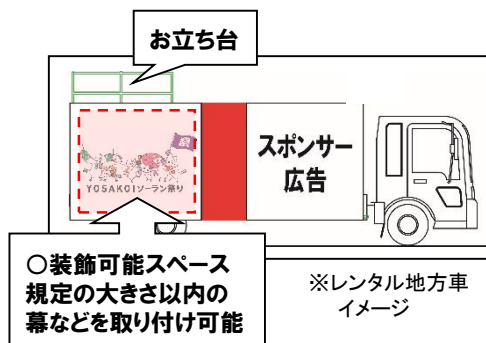 お立ち台
YOSAKOIソーラン祭り
スポンサー
広告
○装飾可能スペース
規定の大きさ以内の
幕などを取り付け可能
※レンタル地方車
イメージ